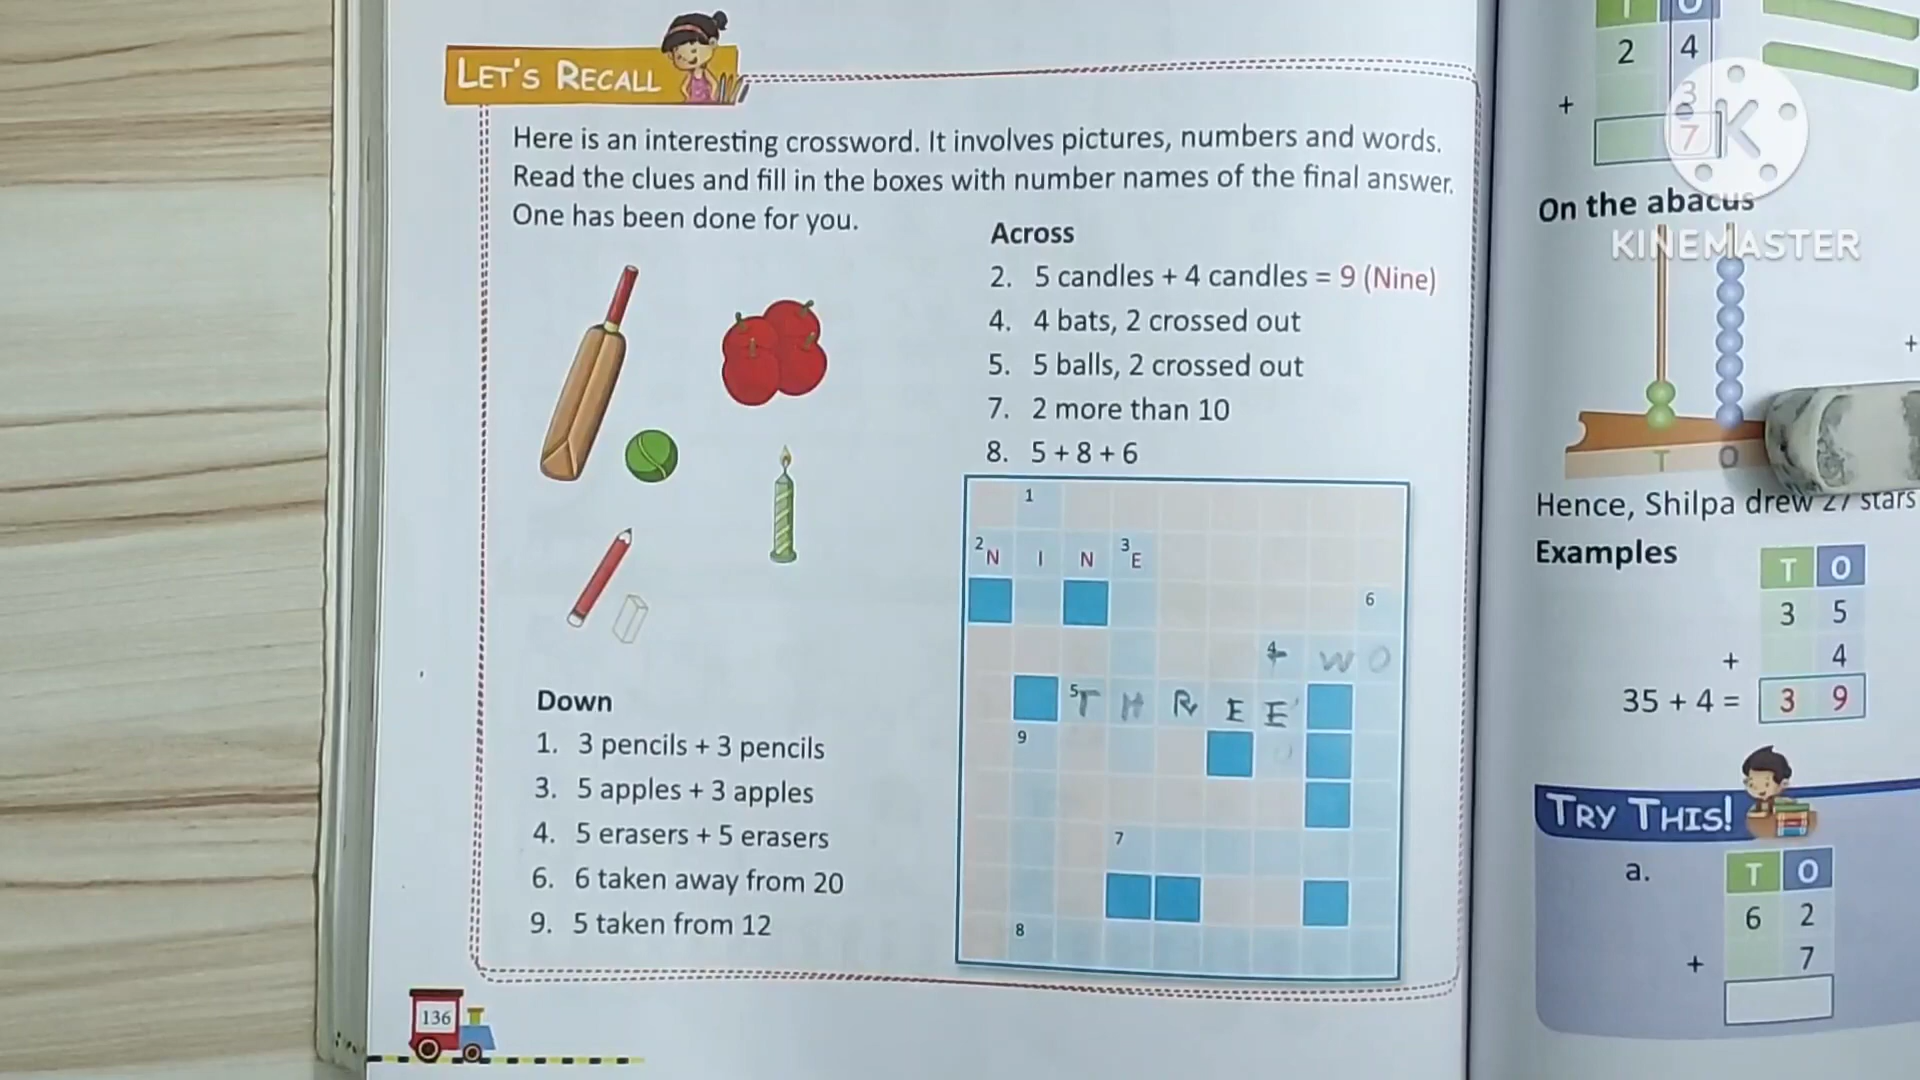 LET'S RECALL
Here is an interesting crossword. It involves pictures, numbers and words.
Read the clues and fill in the boxes with number names of the final answer.
One has been done for you.
Across
2. 5 candles + 4 candles = 9 (Nine)
4. 4 bats, 2 crossed out
5. 5 balls, 2 crossed out
7. 2 more than 10
8. 5 + 8 + 6
1
2 N I N 3 E
6
4 W O
5 T H R E E
9
7
8
Down
1. 3 pencils + 3 pencils
3. 5 apples + 3 apples
4. 5 erasers + 5 erasers
6. 6 taken away from 20
9. 5 taken from 12
136
T O
2 4
+ 3
7
K
KINEMASTER
On the abacus
+
T O
Hence, Shilpa drew 27 stars
Examples
T O
3 5
+ 4
35 + 4 = 3 9
TRY THIS!
a.
T O
6 2
+ 7